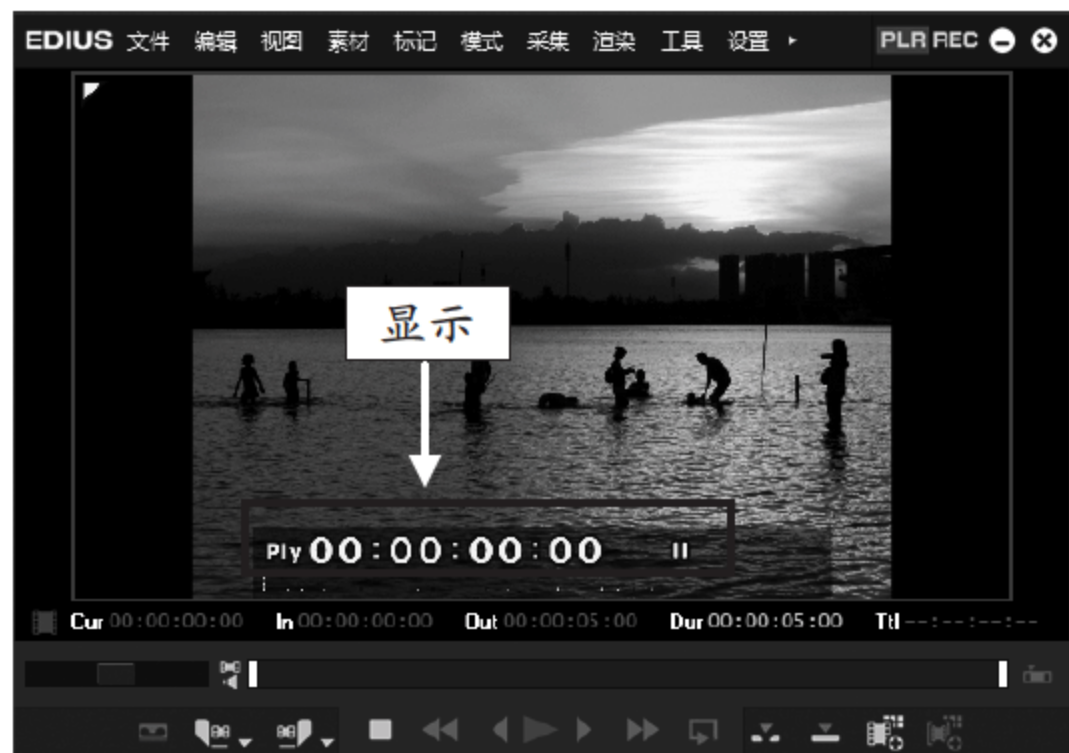 EDIUS 文件 编辑 视图 素材 标记 模式 采集 渲染 工具 设置 PLR REC
显示
Ply 00:00:00:00
Cur 00:00:00:00 In 00:00:00:00 Out 00:00:05:00 Dur 00:00:05:00 Ttl --:--:--:--